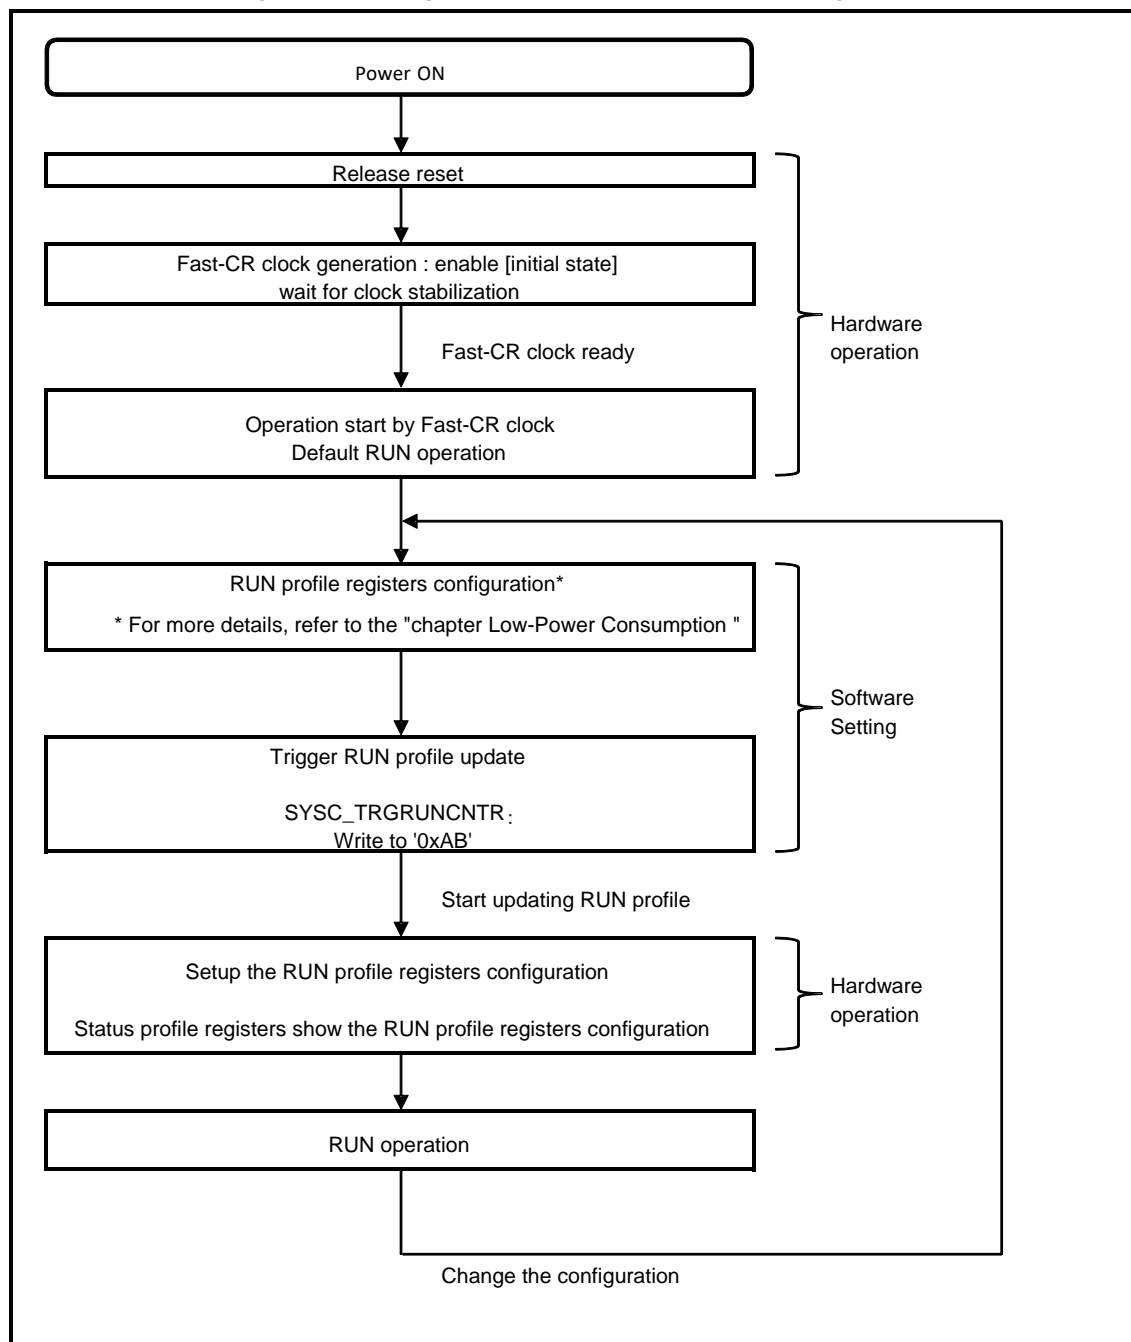 Power ON
Release reset
Fast-CR clock generation : enable [initial state]
wait for clock stabilization
Fast-CR clock ready
Hardware
operation
Operation start by Fast-CR clock
Default RUN operation
RUN profile registers configuration*
* For more details, refer to the "chapter Low-Power Consumption "
Software
Setting
Trigger RUN profile update
SYSC_TRGRUNCNTR:
Write to '0xAB'
Start updating RUN profile
Setup the RUN profile registers configuration
Status profile registers show the RUN profile registers configuration
Hardware
operation
RUN operation
Change the configuration